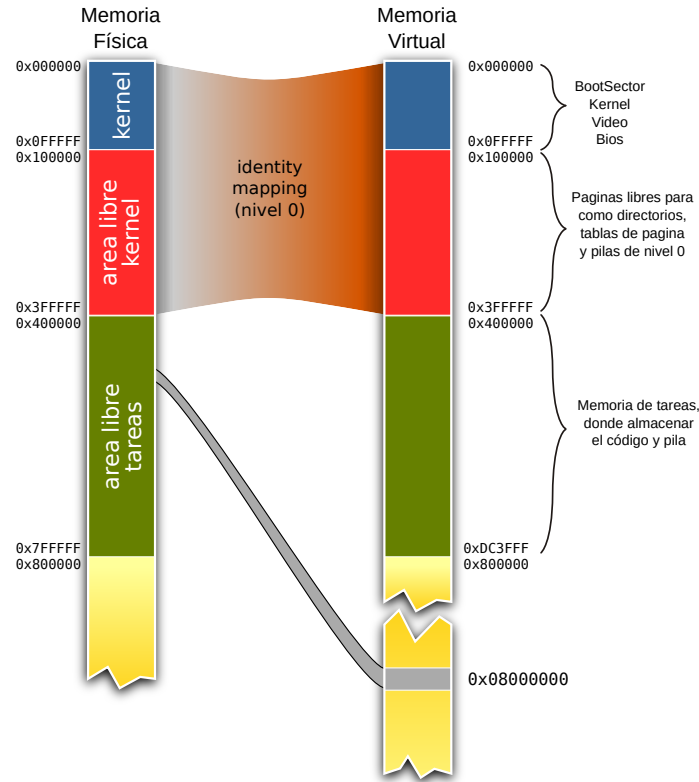 Memoria
Física
Memoria
Virtual
0x000000
0x0FFFFF
0x100000
0x3FFFFF
0x400000
0x7FFFFF
0x800000
kernel
area libre
kernel
area libre
tareas
identity
mapping
(nivel 0)
0x000000
0x0FFFFF
0x100000
0x3FFFFF
0x400000
0xDC3FFF
0x800000
0x08000000
BootSector
Kernel
Video
Bios
Paginas libres para
como directorios,
tablas de pagina
y pilas de nivel 0
Memoria de tareas,
donde almacenar
el código y pila